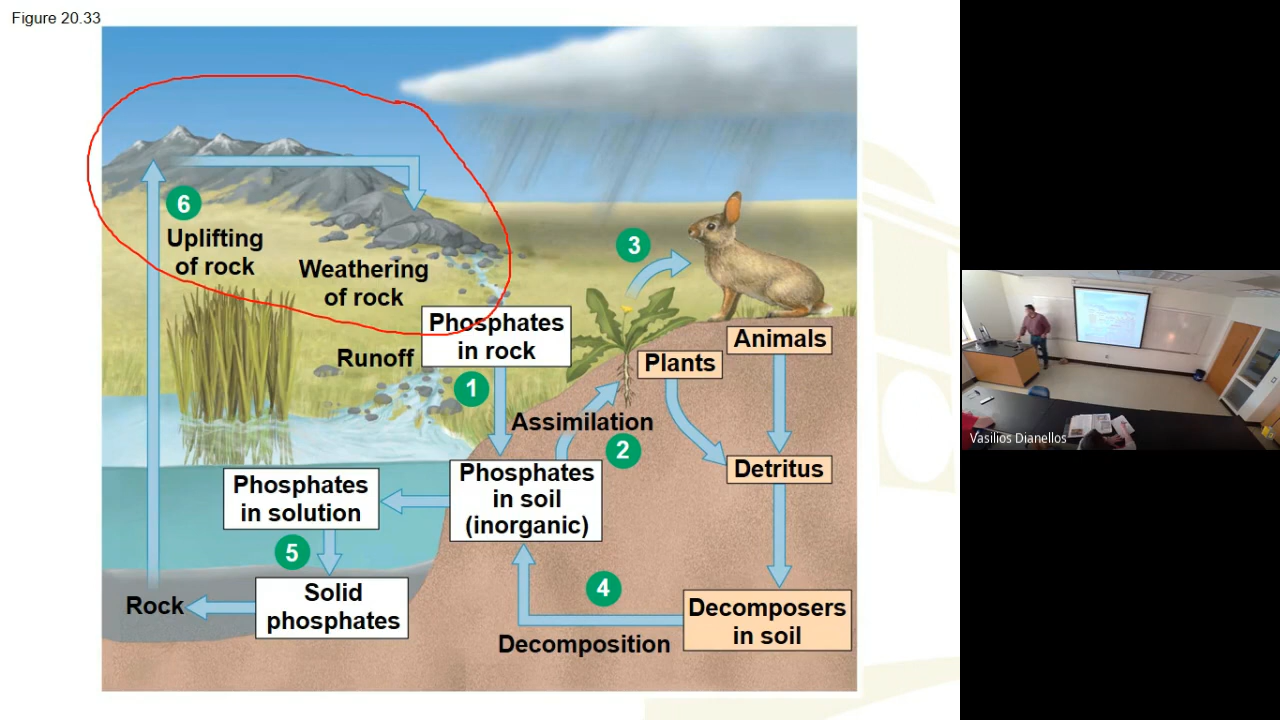 Figure 20.33
6
Uplifting
of rock
Weathering
of rock
3
Phosphates
in rock
Runoff
1
Animals
Plants
Assimilation
2
Detritus
Phosphates
in solution
Phosphates
in soil
(inorganic)
5
4
Rock
Solid
phosphates
Decomposers
in soil
Decomposition
Vasilios Dianellos